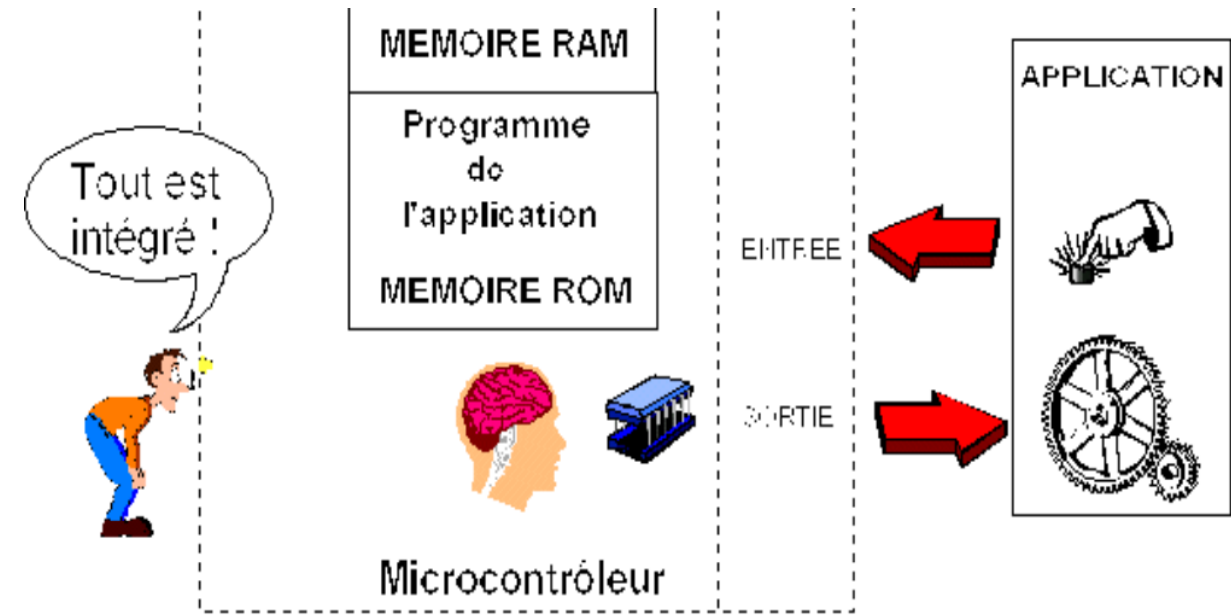 MEMOIRE RAM
APPLICATION
Programme
de
l'application
Tout est
intégré !
ENTREE
MEMOIRE ROM
SORTIE
Microcontrôleur